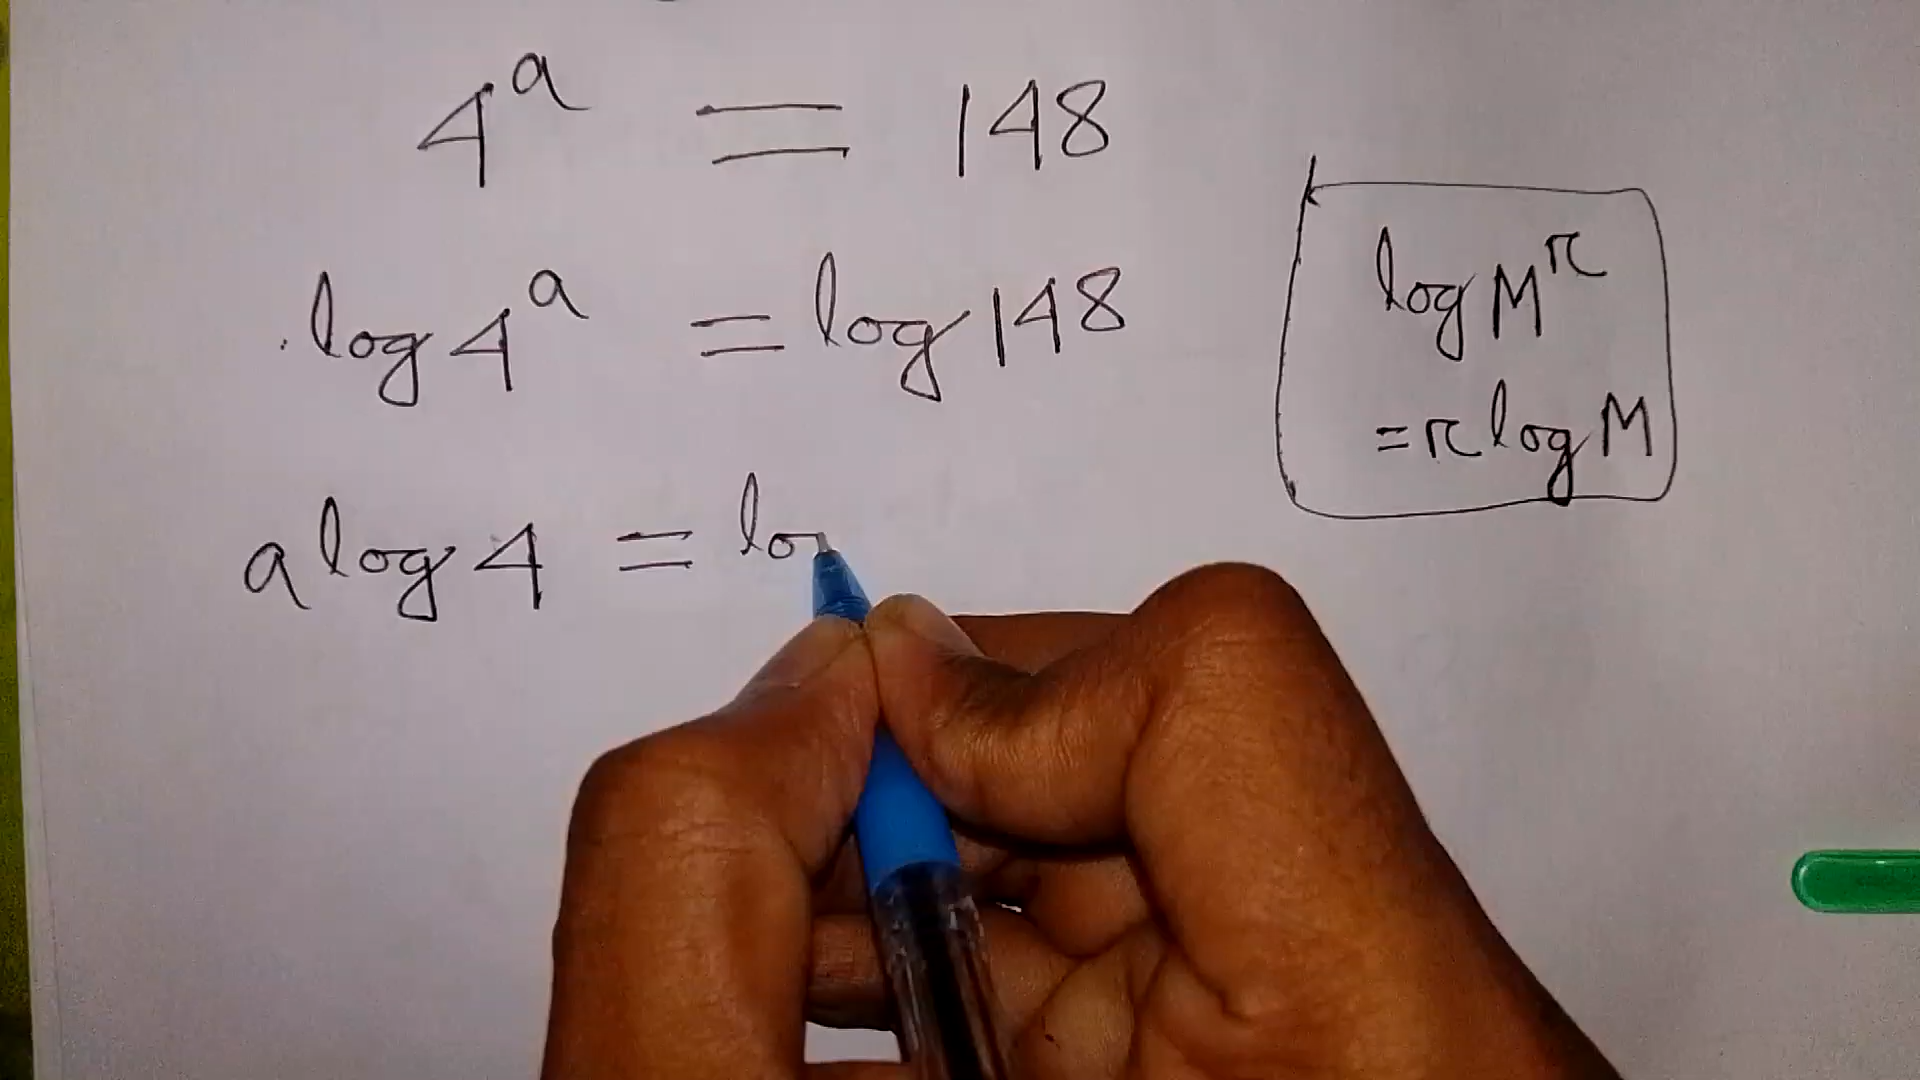 4^a = 148
log 4^a = log 148
a log 4 = lo
log M^r
= r log M